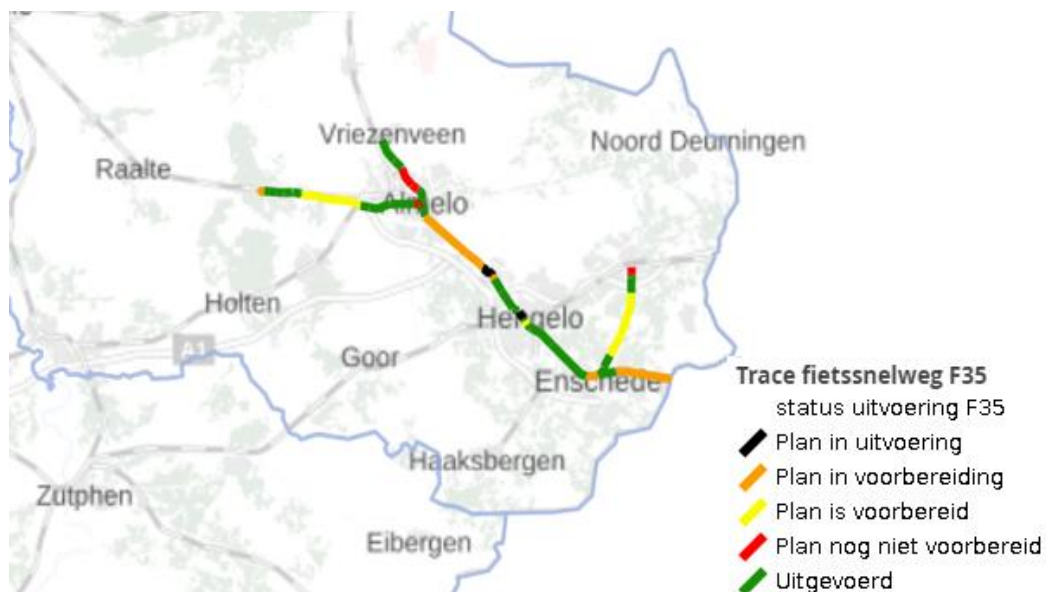 Vriezenveen
Noord Deurningen
Raalte
Almelo
Holten
Hengelo
A1
Goor
Enschede
Haaksbergen
Zutphen
Eibergen
Trace fietssnelweg F35
status uitvoering F35
Plan in uitvoering
Plan in voorbereiding
Plan is voorbereid
Plan nog niet voorbereid
Uitgevoerd